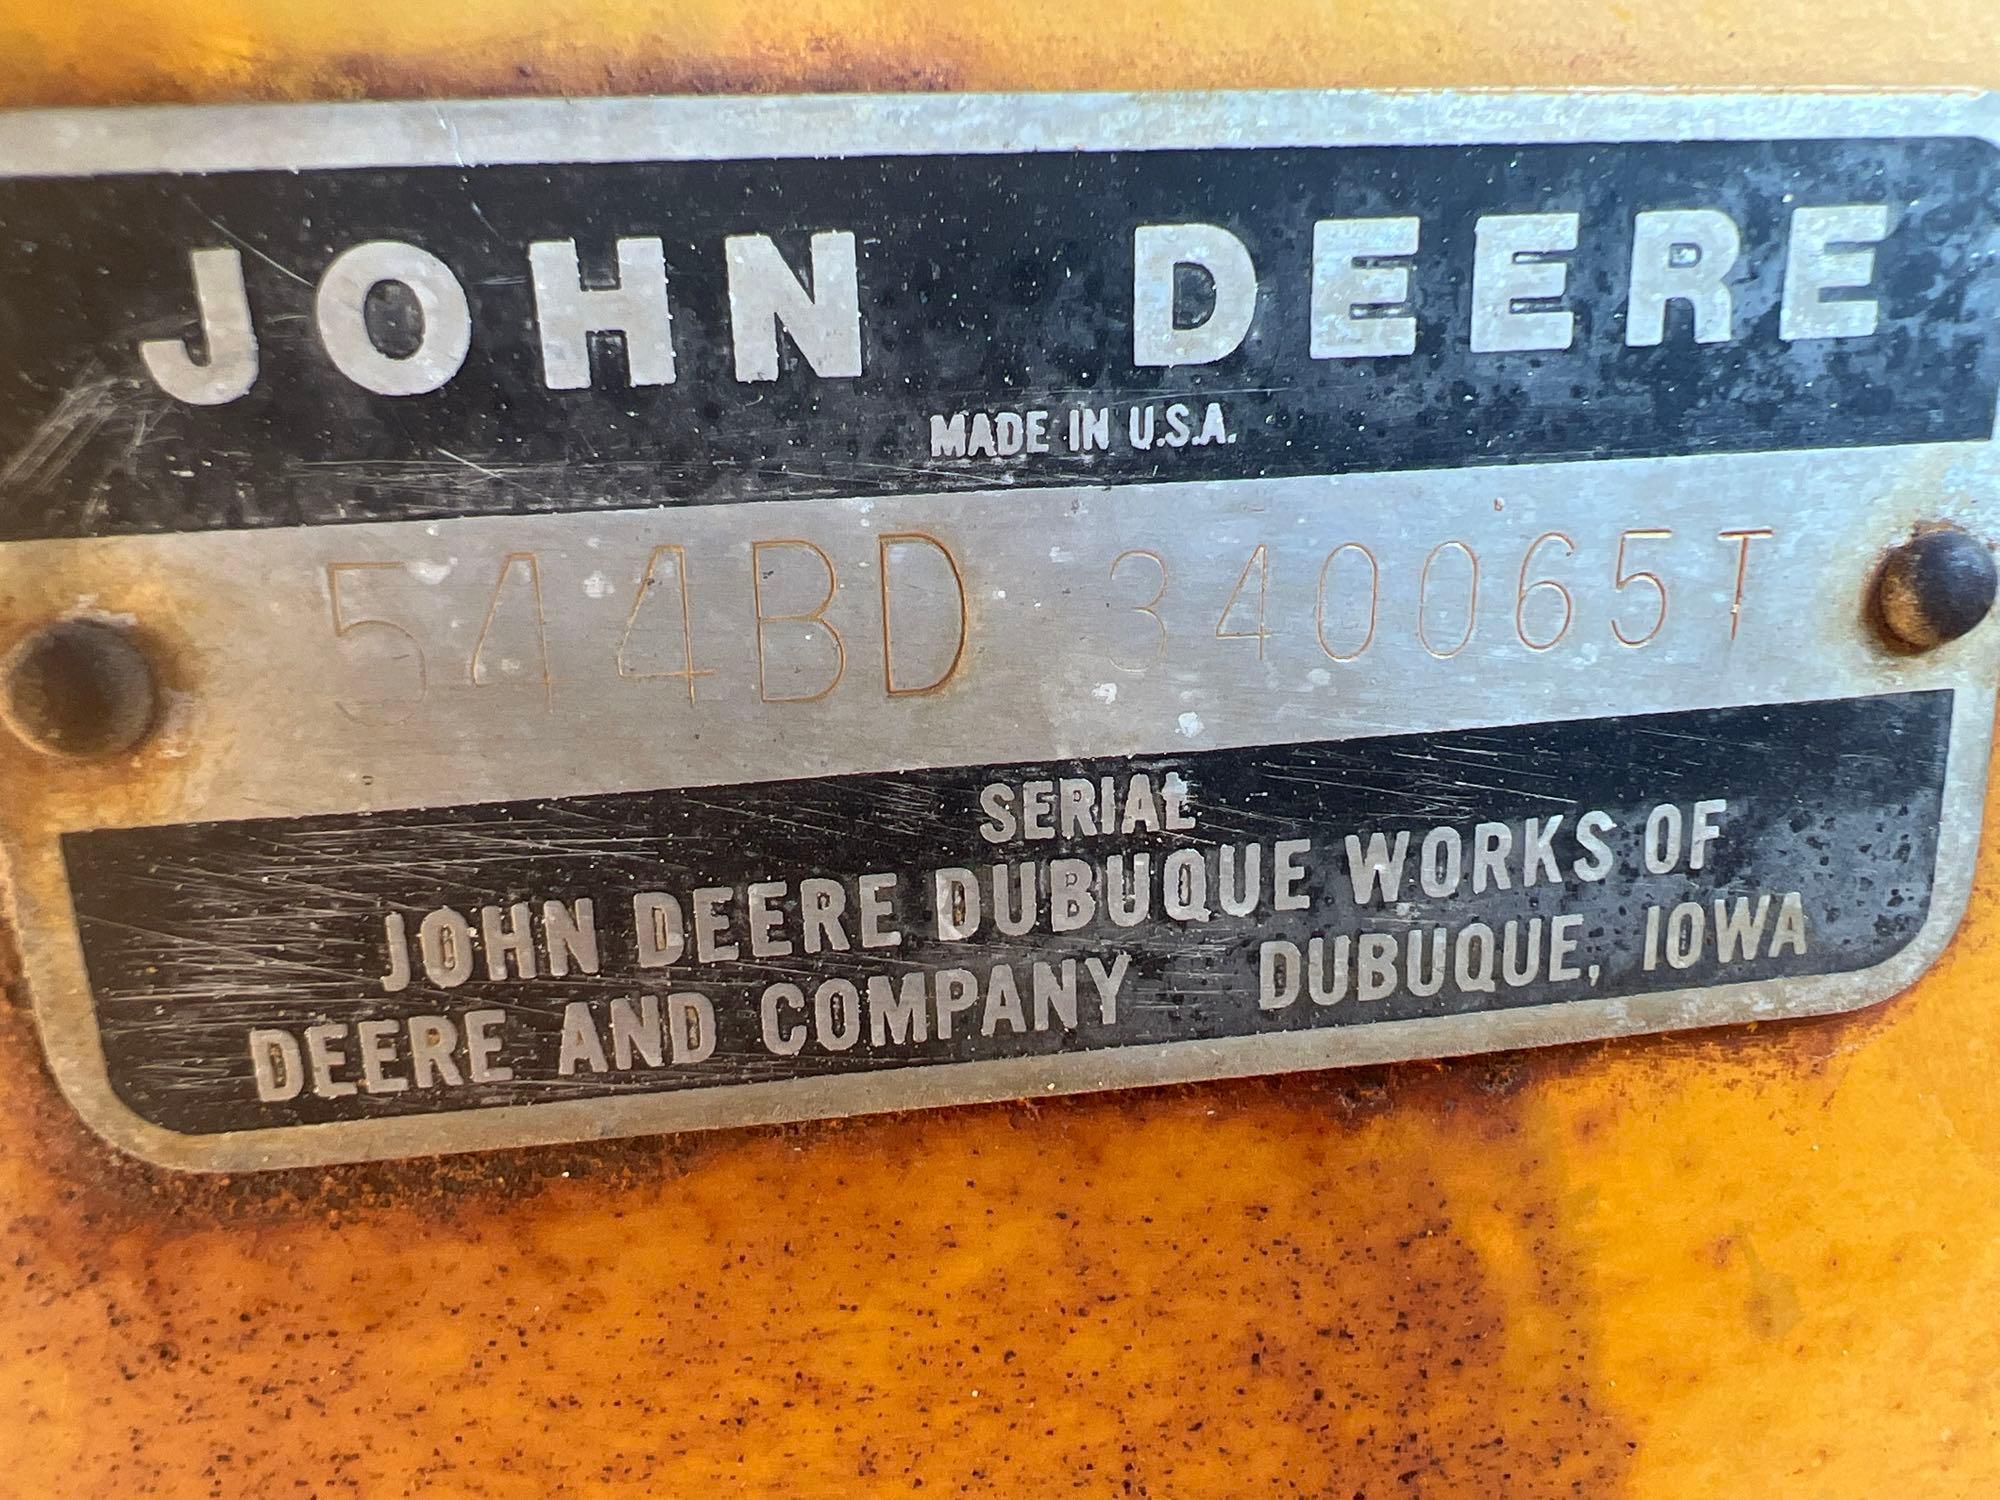 JOHN DEERE
MADE IN U.S.A.
544BD 340065T
SERIAL
JOHN DEERE DUBUQUE WORKS OF
DEERE AND COMPANY DUBUQUE, IOWA